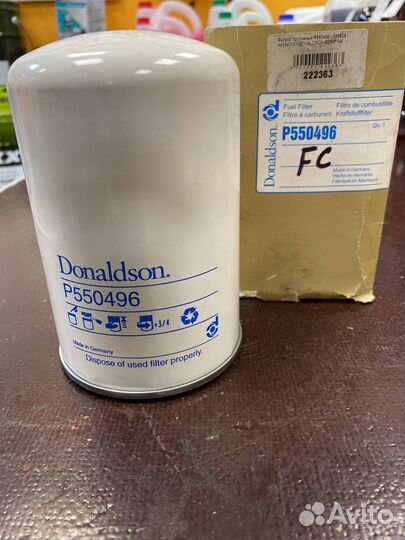 222363
Donaldson.
Fuel Filter
Filtre à carburant
Filtro de combustible
Kraftstofffilter
P550496
Qty. 1
FC
Made in Germany
Hecho en Alemania
Fabriqué en Allemagne
Donaldson.
P550496
+3/4
Made in Germany
Dispose of used filter properly.
Avito